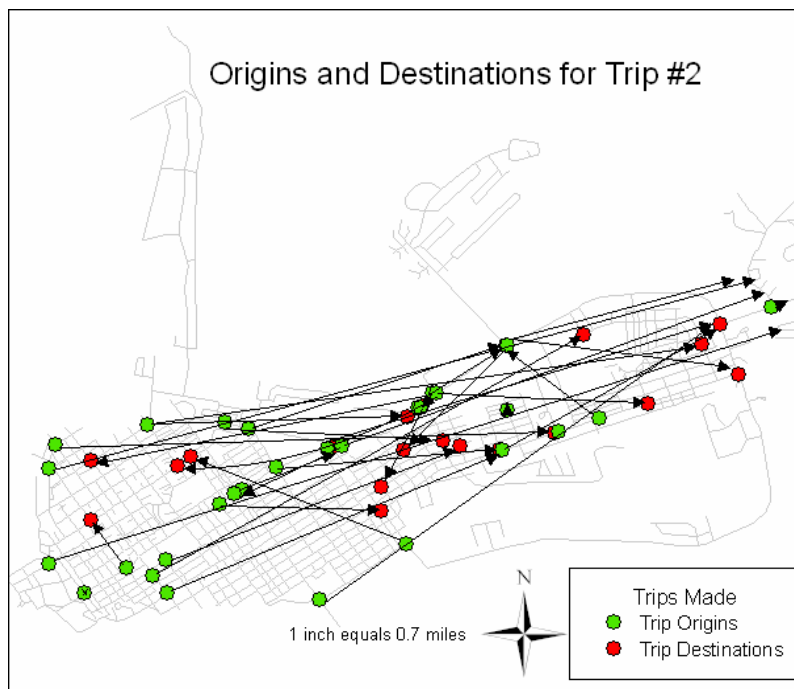 Origins and Destinations for Trip #2
N
1 inch equals 0.7 miles
Trips Made
Trip Origins
Trip Destinations